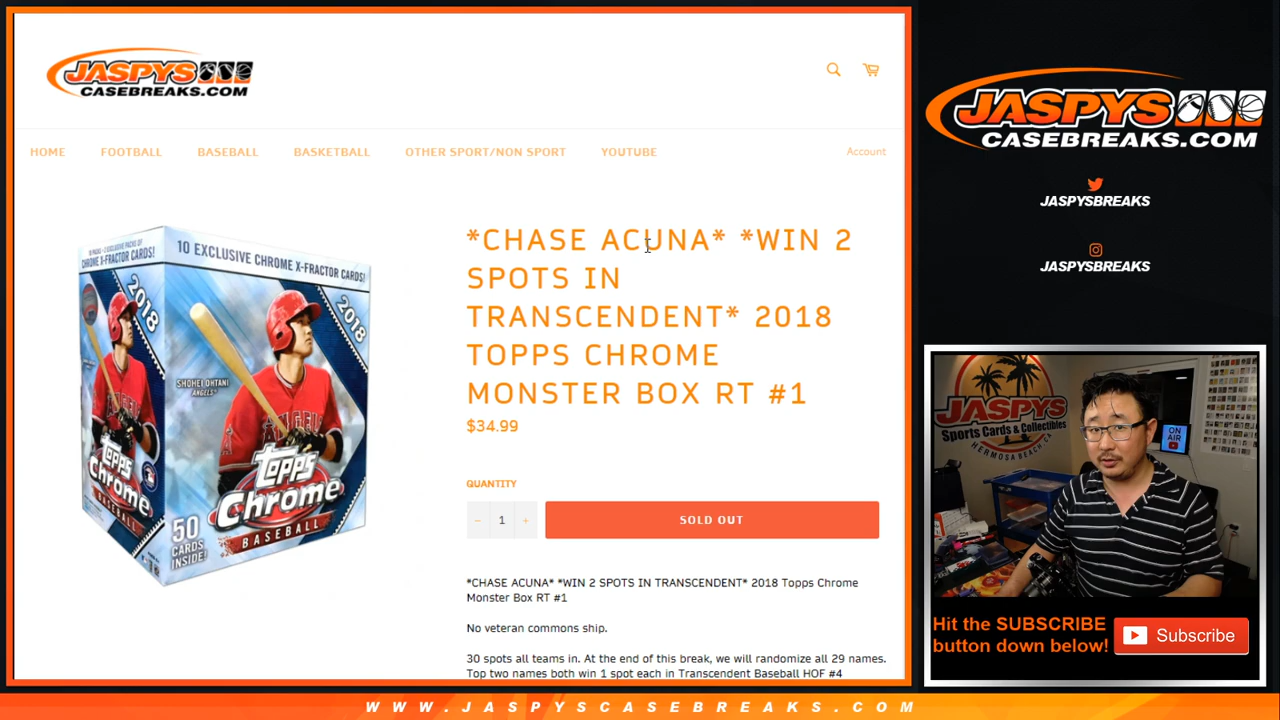 JASPYS
CASEBREAKS.COM
HOME
FOOTBALL
BASEBALL
BASKETBALL
OTHER SPORT/NON SPORT
YOUTUBE
Account
10 EXCLUSIVE CHROME X-FRACTOR CARDS!
2018
2018
SHOHEI OHTANI
ANGELS®
ANGELS
Topps
Chrome
BASEBALL
Topps
Chrome
BASEBALL
50
CARDS
INSIDE!
*CHASE ACUNA* *WIN 2
SPOTS IN
TRANSCENDENT* 2018
TOPPS CHROME
MONSTER BOX RT #1
$34.99
QUANTITY
− 1 +
SOLD OUT
*CHASE ACUNA* *WIN 2 SPOTS IN TRANSCENDENT* 2018 Topps Chrome
Monster Box RT #1
No veteran commons ship.
30 spots all teams in. At the end of this break, we will randomize all 29 names.
Top two names both win 1 spot each in Transcendent Baseball HOF #4
JASPYS
CASEBREAKS.COM
JASPYSBREAKS
JASPYSBREAKS
JASPYS
Sports Cards & Collectibles
HERMOSA BEACH, CA
ON
AIR
Hit the SUBSCRIBE
button down below!
Subscribe
WWW.JASPYSCASEBREAKS.COM